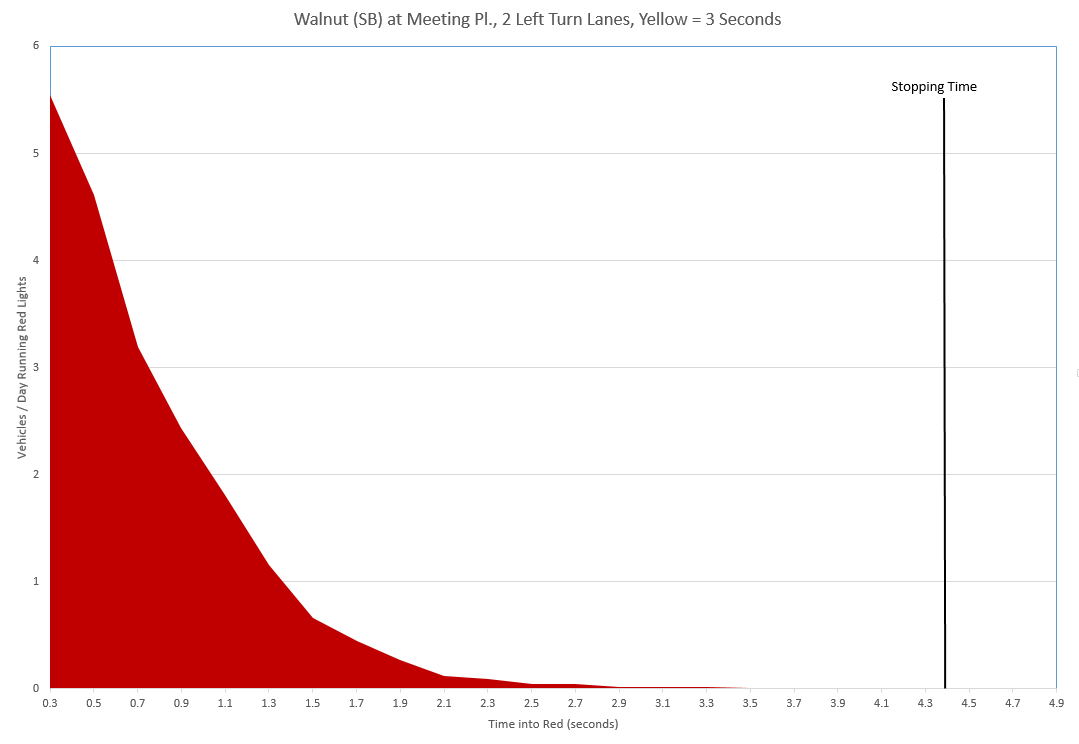 Walnut (SB) at Meeting Pl., 2 Left Turn Lanes, Yellow = 3 Seconds
6
Stopping Time
5
4
Vehicles / Day Running Red Lights
3
2
1
0
0.3 0.5 0.7 0.9 1.1 1.3 1.5 1.7 1.9 2.1 2.3 2.5 2.7 2.9 3.1 3.3 3.5 3.7 3.9 4.1 4.3 4.5 4.7 4.9
Time into Red (seconds)